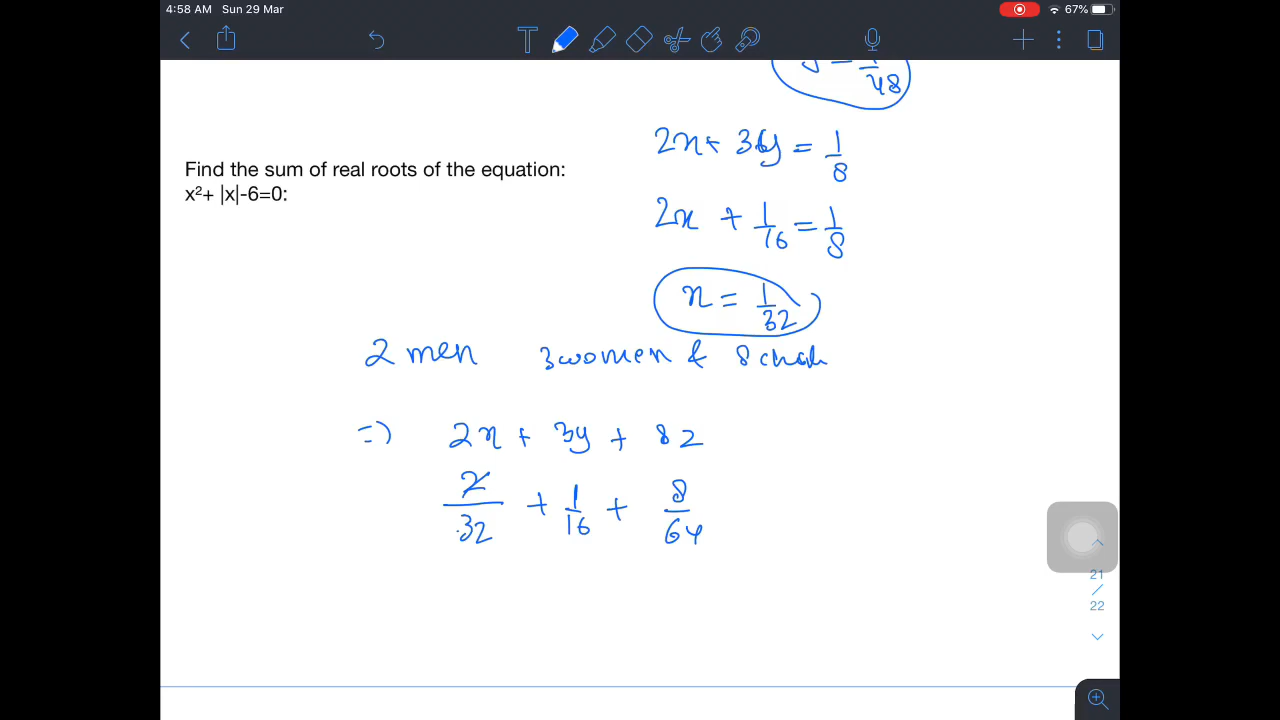 4:58 AM Sun 29 Mar
67%
48
2x + 3y = 1/8
Find the sum of real roots of the equation:
x²+ |x|-6=0:
2x + 1/16 = 1/8
x = 1/32
2 men 3 women & 8
=> 2x + 3y + 8z
2/32 + 1/16 + 8/64
21
/
22